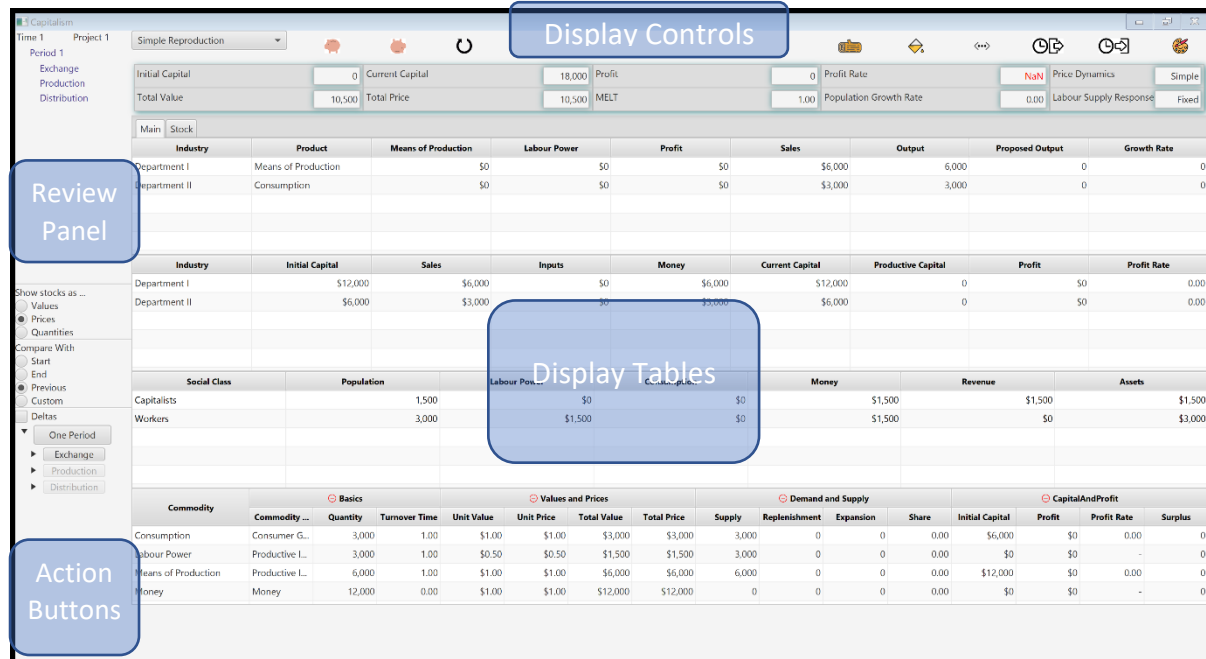 Capitalism
Display Controls
Time 1 Project 1 Simple Reproduction
Period 1
Exchange
Production
Distribution
Initial Capital 0 Current Capital 18,000 Profit 0 Profit Rate NaN Price Dynamics Simple
Total Value 10,500 Total Price 10,500 MELT 1.00 Population Growth Rate 0.00 Labour Supply Response Fixed
Main Stock
Industry Product Means of Production Labour Power Profit Sales Output Proposed Output Growth Rate
Department I Means of Production $0 $0 $0 $6,000 6,000 0 0
Department II Consumption $0 $0 $0 $3,000 3,000 0 0
Review
Panel
Industry Initial Capital Sales Inputs Money Current Capital Productive Capital Profit Profit Rate
Department I $12,000 $6,000 $0 $6,000 $12,000 0 $0 0.00
Department II $6,000 $3,000 $0 $3,000 $6,000 0 $0 0.00
Show stocks as ...
Values
Prices
Quantities
Compare With
Start
End
Previous
Custom
Deltas
One Period
Exchange
Production
Distribution
Display Tables
Social Class Population Labour Power Consumption Money Revenue Assets
Capitalists 1,500 $0 $0 $1,500 $1,500 $1,500
Workers 3,000 $1,500 $0 $1,500 $0 $3,000
Commodity Basics Values and Prices Demand and Supply CapitalAndProfit
Commodity ... Quantity Turnover Time Unit Value Unit Price Total Value Total Price Supply Replenishment Expansion Share Initial Capital Profit Profit Rate Surplus
Consumption Consumer G... 3,000 1.00 $1.00 $1.00 $3,000 $3,000 3,000 0 0 0.00 $6,000 $0 0.00 0
Labour Power Productive I... 3,000 1.00 $0.50 $0.50 $1,500 $1,500 3,000 0 0 0.00 $0 $0 - 0
Means of Production Productive I... 6,000 1.00 $1.00 $1.00 $6,000 $6,000 6,000 0 0 0.00 $12,000 $0 0.00 0
Money Money 12,000 0.00 $1.00 $1.00 $12,000 $12,000 0 0 0 0.00 $0 $0 - 0
Action
Buttons